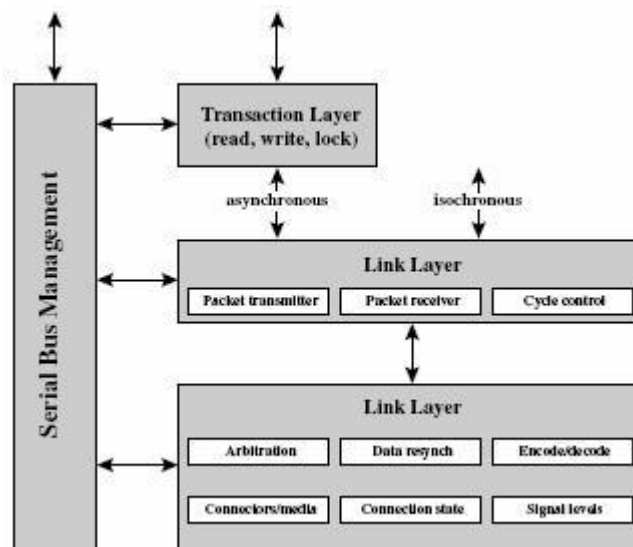 Serial Bus Management
Transaction Layer
(read, write, lock)
asynchronous
isochronous
Link Layer
Packet transmitter
Packet receiver
Cycle control
Link Layer
Arbitration
Data resynch
Encode/decode
Connectors/media
Connection state
Signal levels